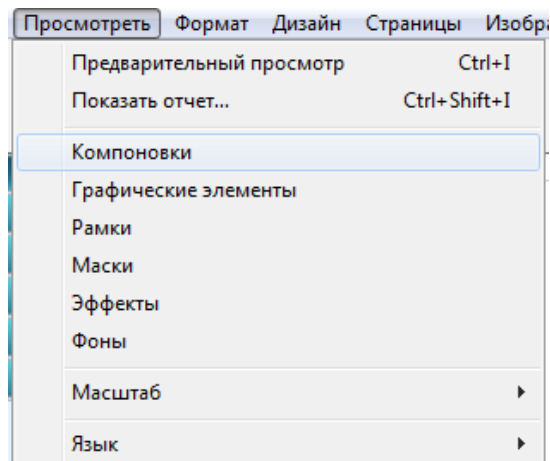 Просмотреть Формат Дизайн Страницы Изобр
Предварительный просмотр Ctrl+I
Показать отчет... Ctrl+Shift+I
Компоновки
Графические элементы
Рамки
Маски
Эффекты
Фоны
Масштаб
Язык